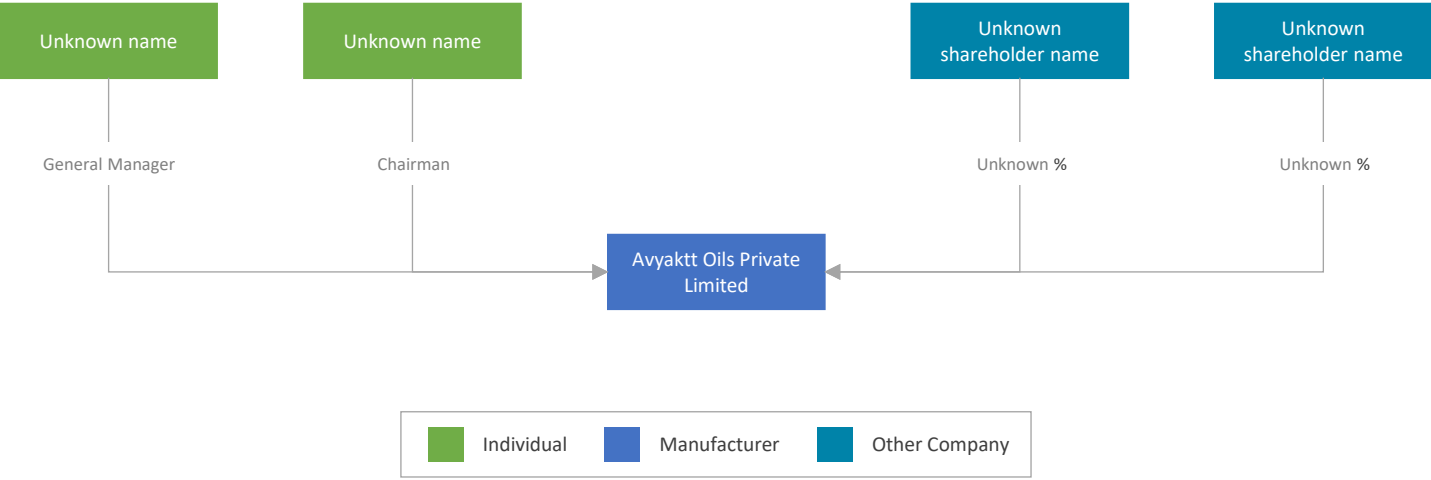 Unknown name
Unknown name
Unknown
shareholder name
Unknown
shareholder name
General Manager
Chairman
Unknown %
Unknown %
Avyaktt Oils Private
Limited
Individual
Manufacturer
Other Company